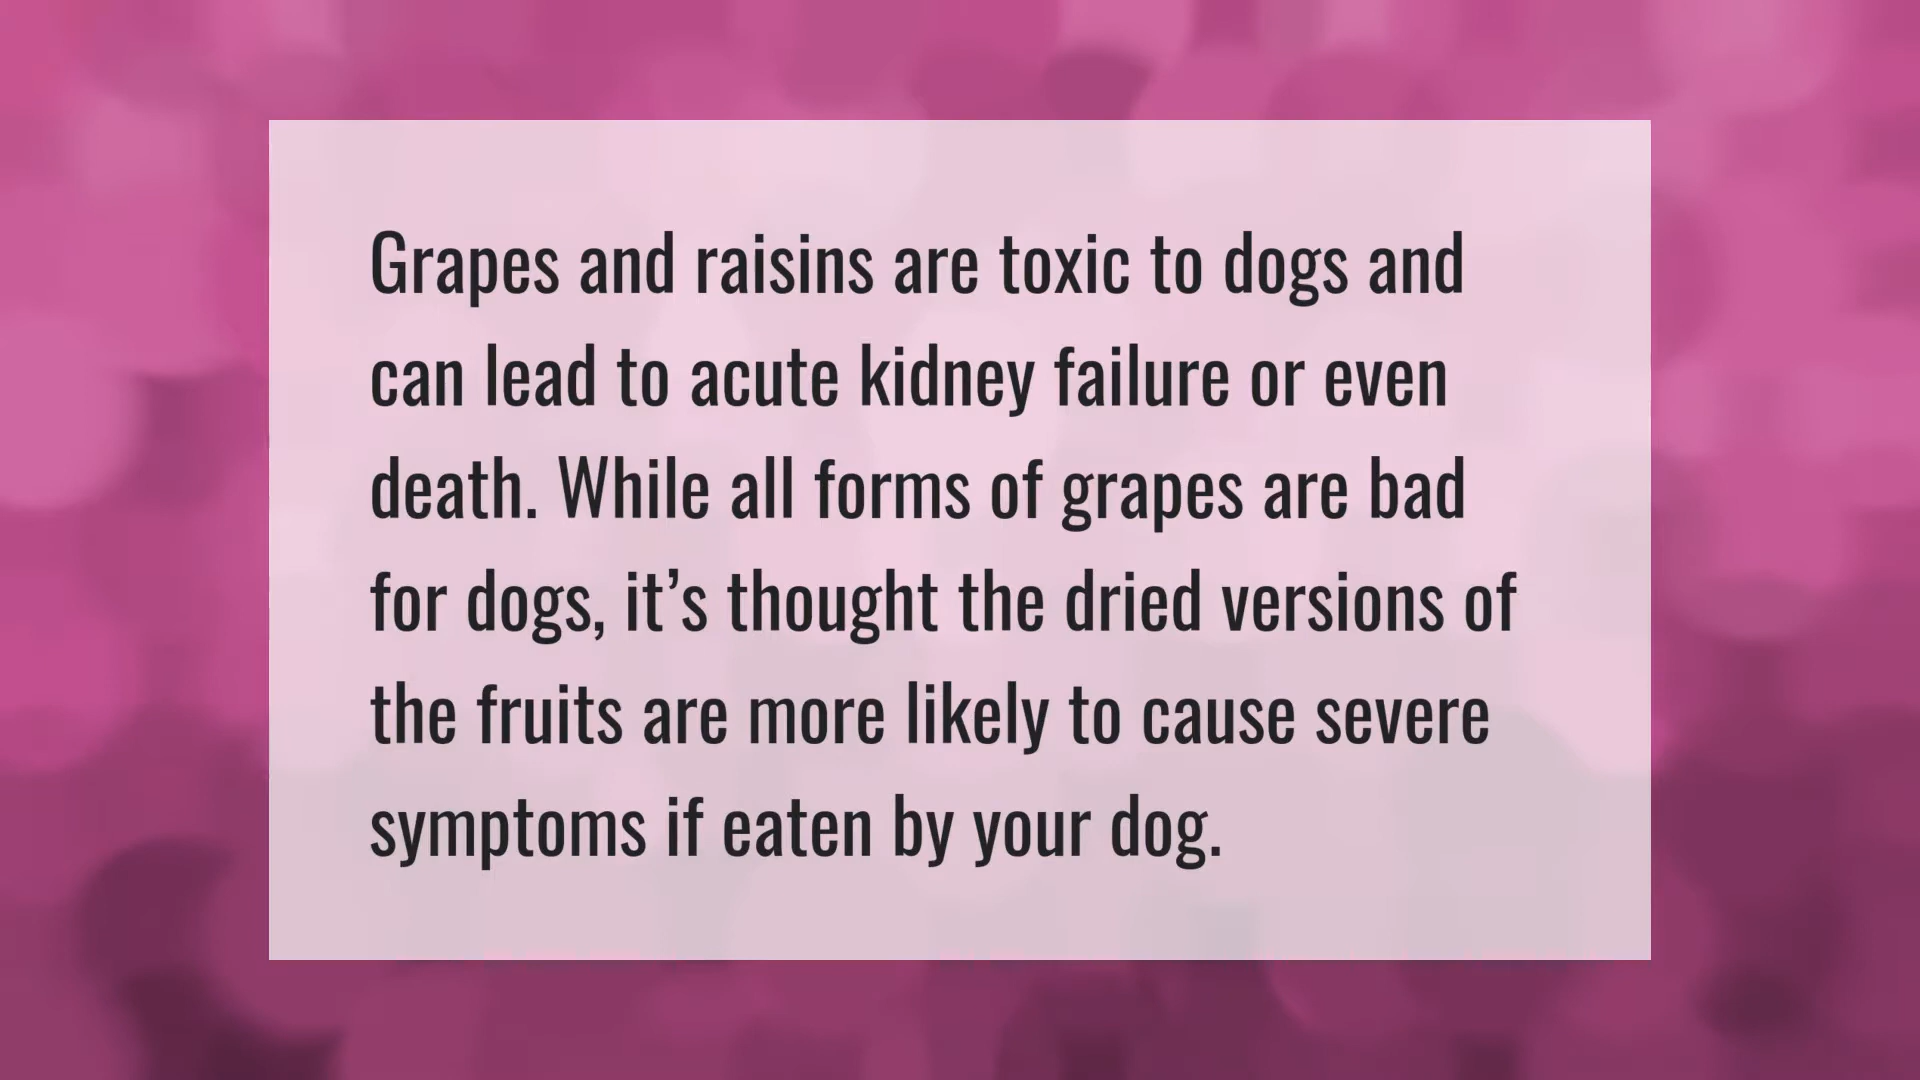 Grapes and raisins are toxic to dogs and
can lead to acute kidney failure or even
death. While all forms of grapes are bad
for dogs, it’s thought the dried versions of
the fruits are more likely to cause severe
symptoms if eaten by your dog.